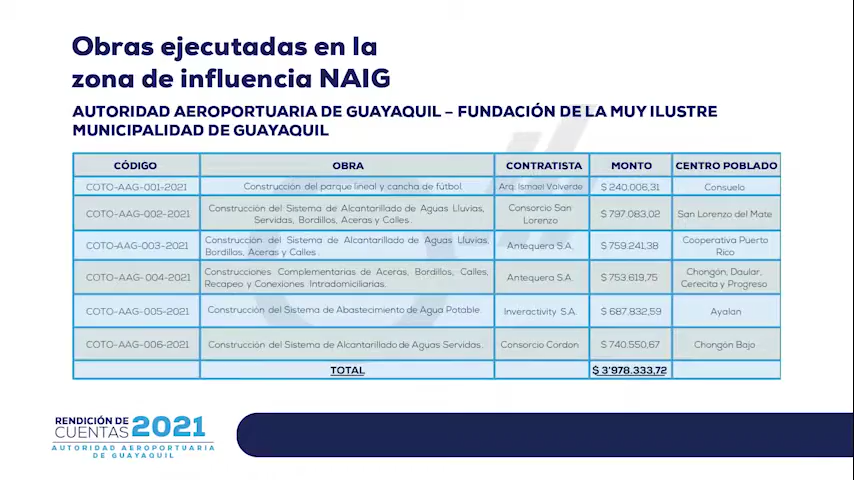 Obras ejecutadas en la
zona de influencia NAIG
AUTORIDAD AEROPORTUARIA DE GUAYAQUIL – FUNDACIÓN DE LA MUY ILUSTRE
MUNICIPALIDAD DE GUAYAQUIL
CÓDIGO OBRA CONTRATISTA MONTO CENTRO POBLADO
COTO-AAG-001-2021 Construcción del parque lineal y cancha de fútbol. Arq. Ismael Valverde $ 240.006,31 Consuelo
COTO-AAG-002-2021 Construcción del Sistema de Alcantarillado de Aguas Lluvias, Servidas, Bordillos, Aceras y Calles. Consorcio San Lorenzo $ 797.083,02 San Lorenzo del Mate
COTO-AAG-003-2021 Construcción del Sistema de Alcantarillado de Aguas Lluvias, Bordillos, Aceras y Calles. Antequera S.A. $ 759.241,38 Cooperativa Puerto Rico
COTO-AAG-004-2021 Construcciones Complementarias de Aceras, Bordillos, Calles, Recapeo y Conexiones Intradomiciliarias. Antequera S.A. $ 753.619,75 Chongón, Daular, Cerecita y Progreso
COTO-AAG-005-2021 Construcción del Sistema de Abastecimiento de Agua Potable. Inveractivity S.A. $ 687.832,59 Ayalan
COTO-AAG-006-2021 Construcción del Sistema de Alcantarillado de Aguas Servidas. Consorcio Cordon $ 740.550,67 Chongón Bajo
TOTAL $ 3'978.333,72
RENDICIÓN DE
CUENTAS 2021
AUTORIDAD AEROPORTUARIA
DE GUAYAQUIL